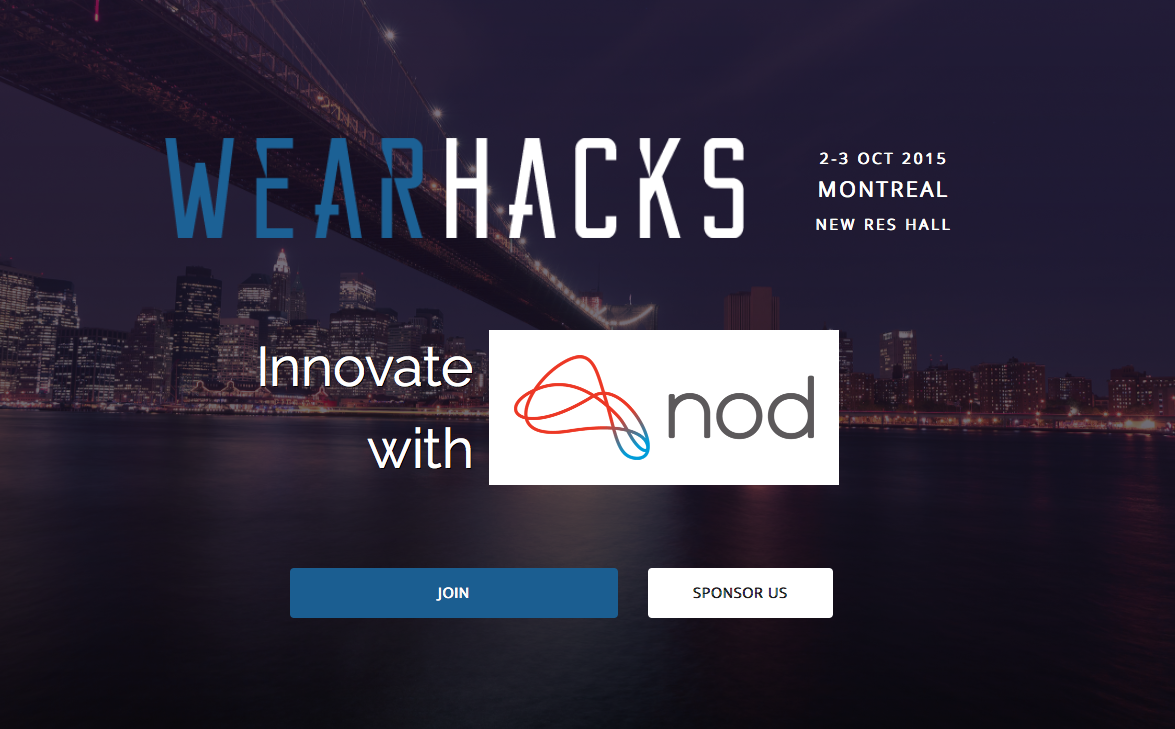 WEARHACKS
2-3 OCT 2015
MONTREAL
NEW RES HALL
Innovate
with
nod
JOIN
SPONSOR US